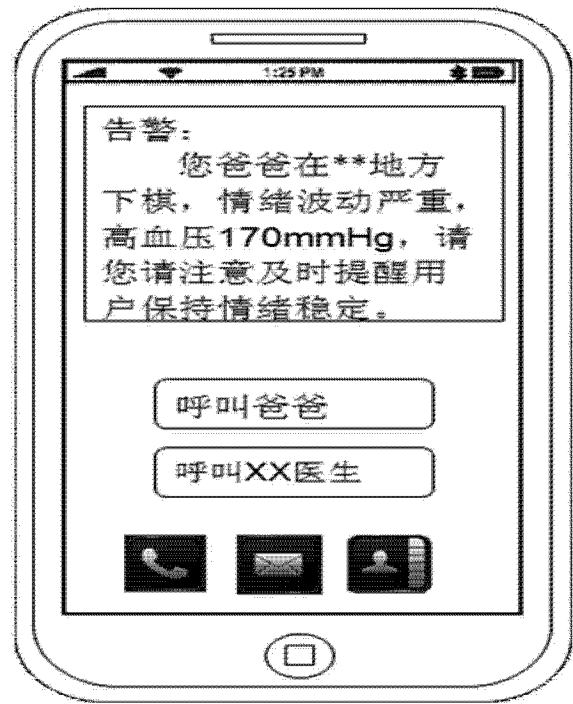 1:25 PM
告警：
您爸爸在**地方
下棋，情绪波动严重，
高血压170mmHg，请
您请注意及时提醒用
户保持情绪稳定。
呼叫爸爸
呼叫XX医生